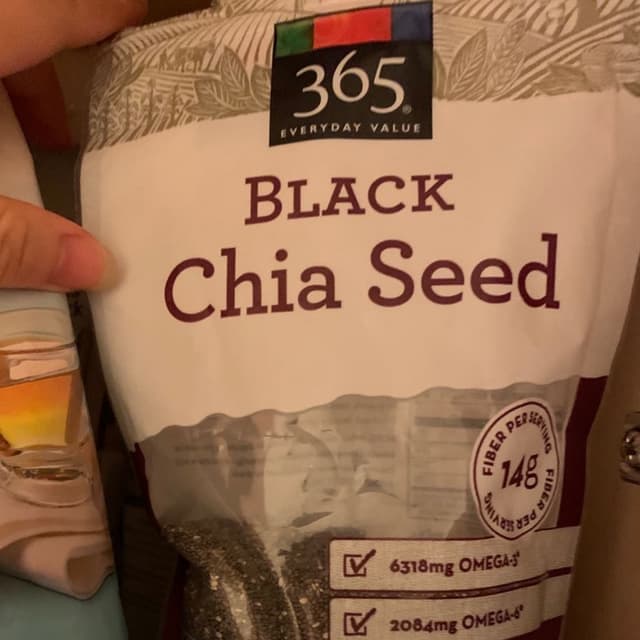 365®
EVERYDAY VALUE
BLACK
Chia Seed
FIBER PER SERVING
14g
FIBER PER SERVING
6318mg OMEGA-3*
2084mg OMEGA-6*